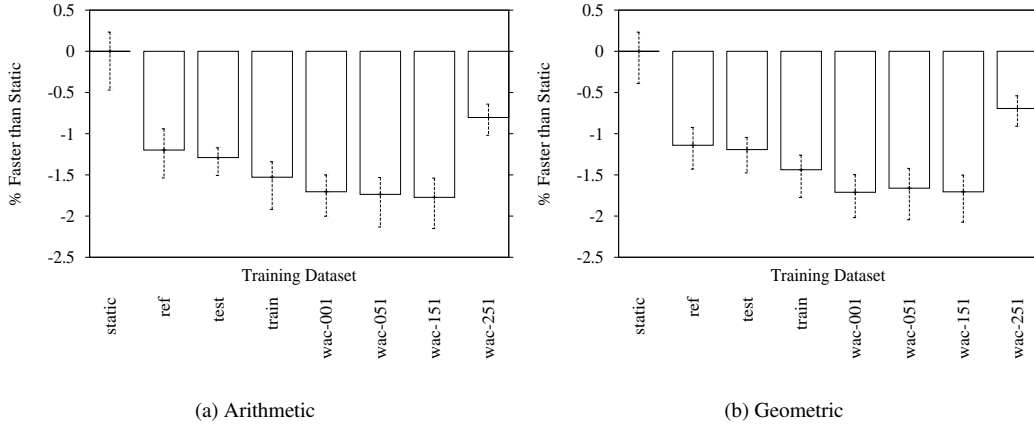 0.5
0
-0.5
-1
-1.5
-2
-2.5
% Faster than Static
Training Dataset
static
ref
test
train
wac-001
wac-051
wac-151
wac-251
(a) Arithmetic
0.5
0
-0.5
-1
-1.5
-2
-2.5
% Faster than Static
Training Dataset
static
ref
test
train
wac-001
wac-051
wac-151
wac-251
(b) Geometric